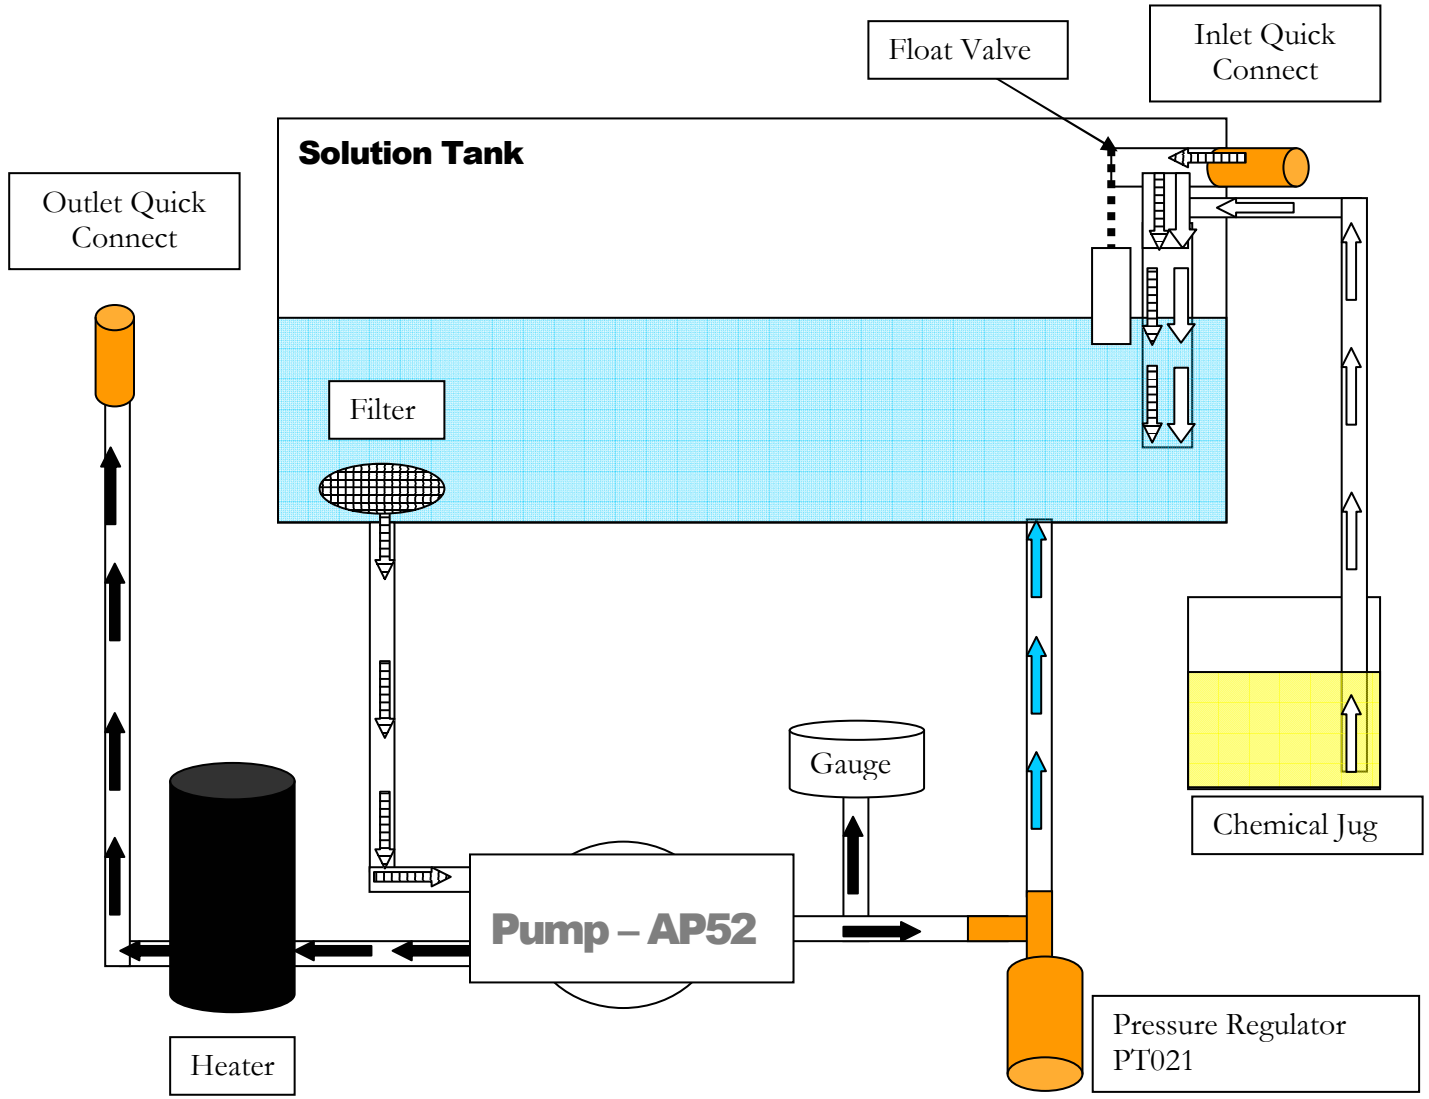 Float Valve
Inlet Quick
Connect
Solution Tank
Outlet Quick
Connect
Filter
Gauge
Chemical Jug
Pump – AP52
Pressure Regulator
PT021
Heater